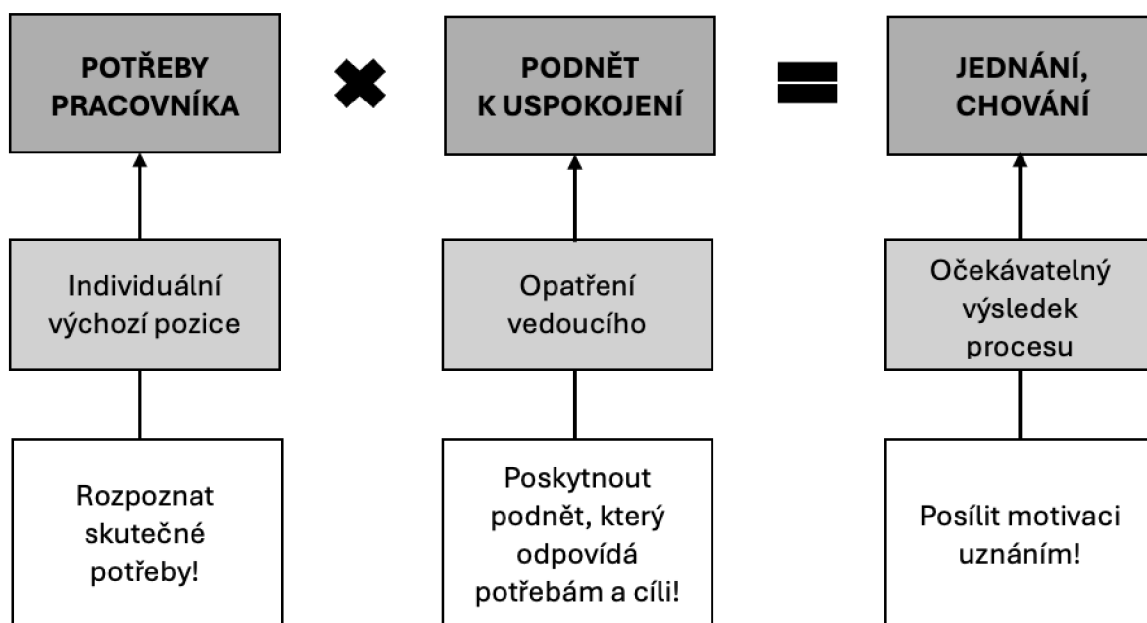 POTŘEBY
PRACOVNÍKA
PODNĚT
K USPOKOJENÍ
JEDNÁNÍ,
CHOVÁNÍ
Individuální
výchozí pozice
Opatření
vedoucího
Očekávatelný
výsledek
procesu
Rozpoznat
skutečné
potřeby!
Poskytnout
podnět, který
odpovídá
potřebám a cíli!
Posílit motivaci
uznáním!